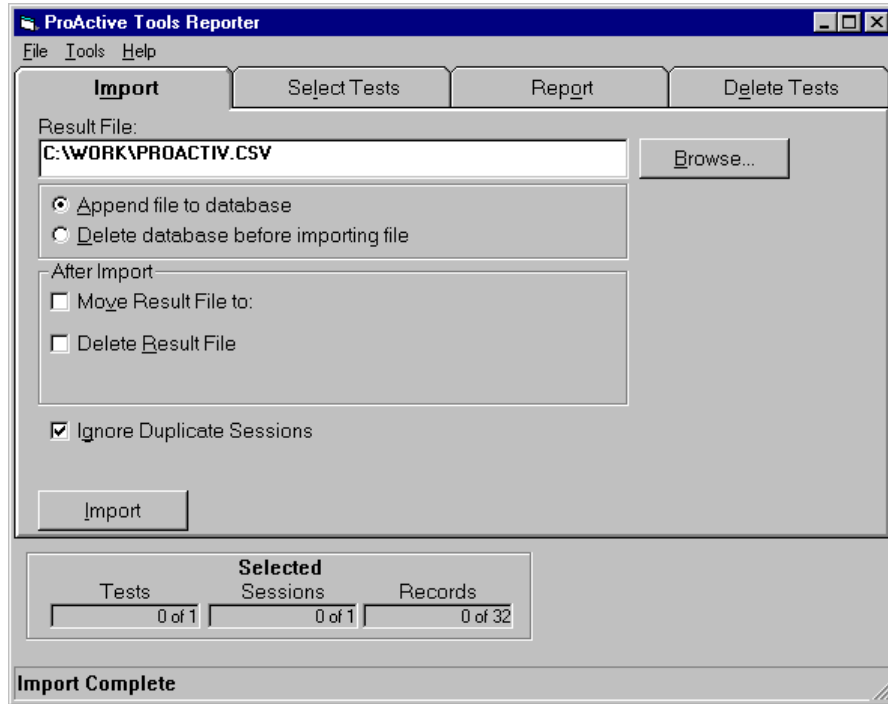 ProActive Tools Reporter
File Tools Help
Import Select Tests Report Delete Tests
Result File:
C:\WORK\PROACTIV.CSV
Browse...
Append file to database
Delete database before importing file
After Import
Move Result File to:
Delete Result File
Ignore Duplicate Sessions
Import
Selected
Tests Sessions Records
0 of 1 0 of 1 0 of 32
Import Complete